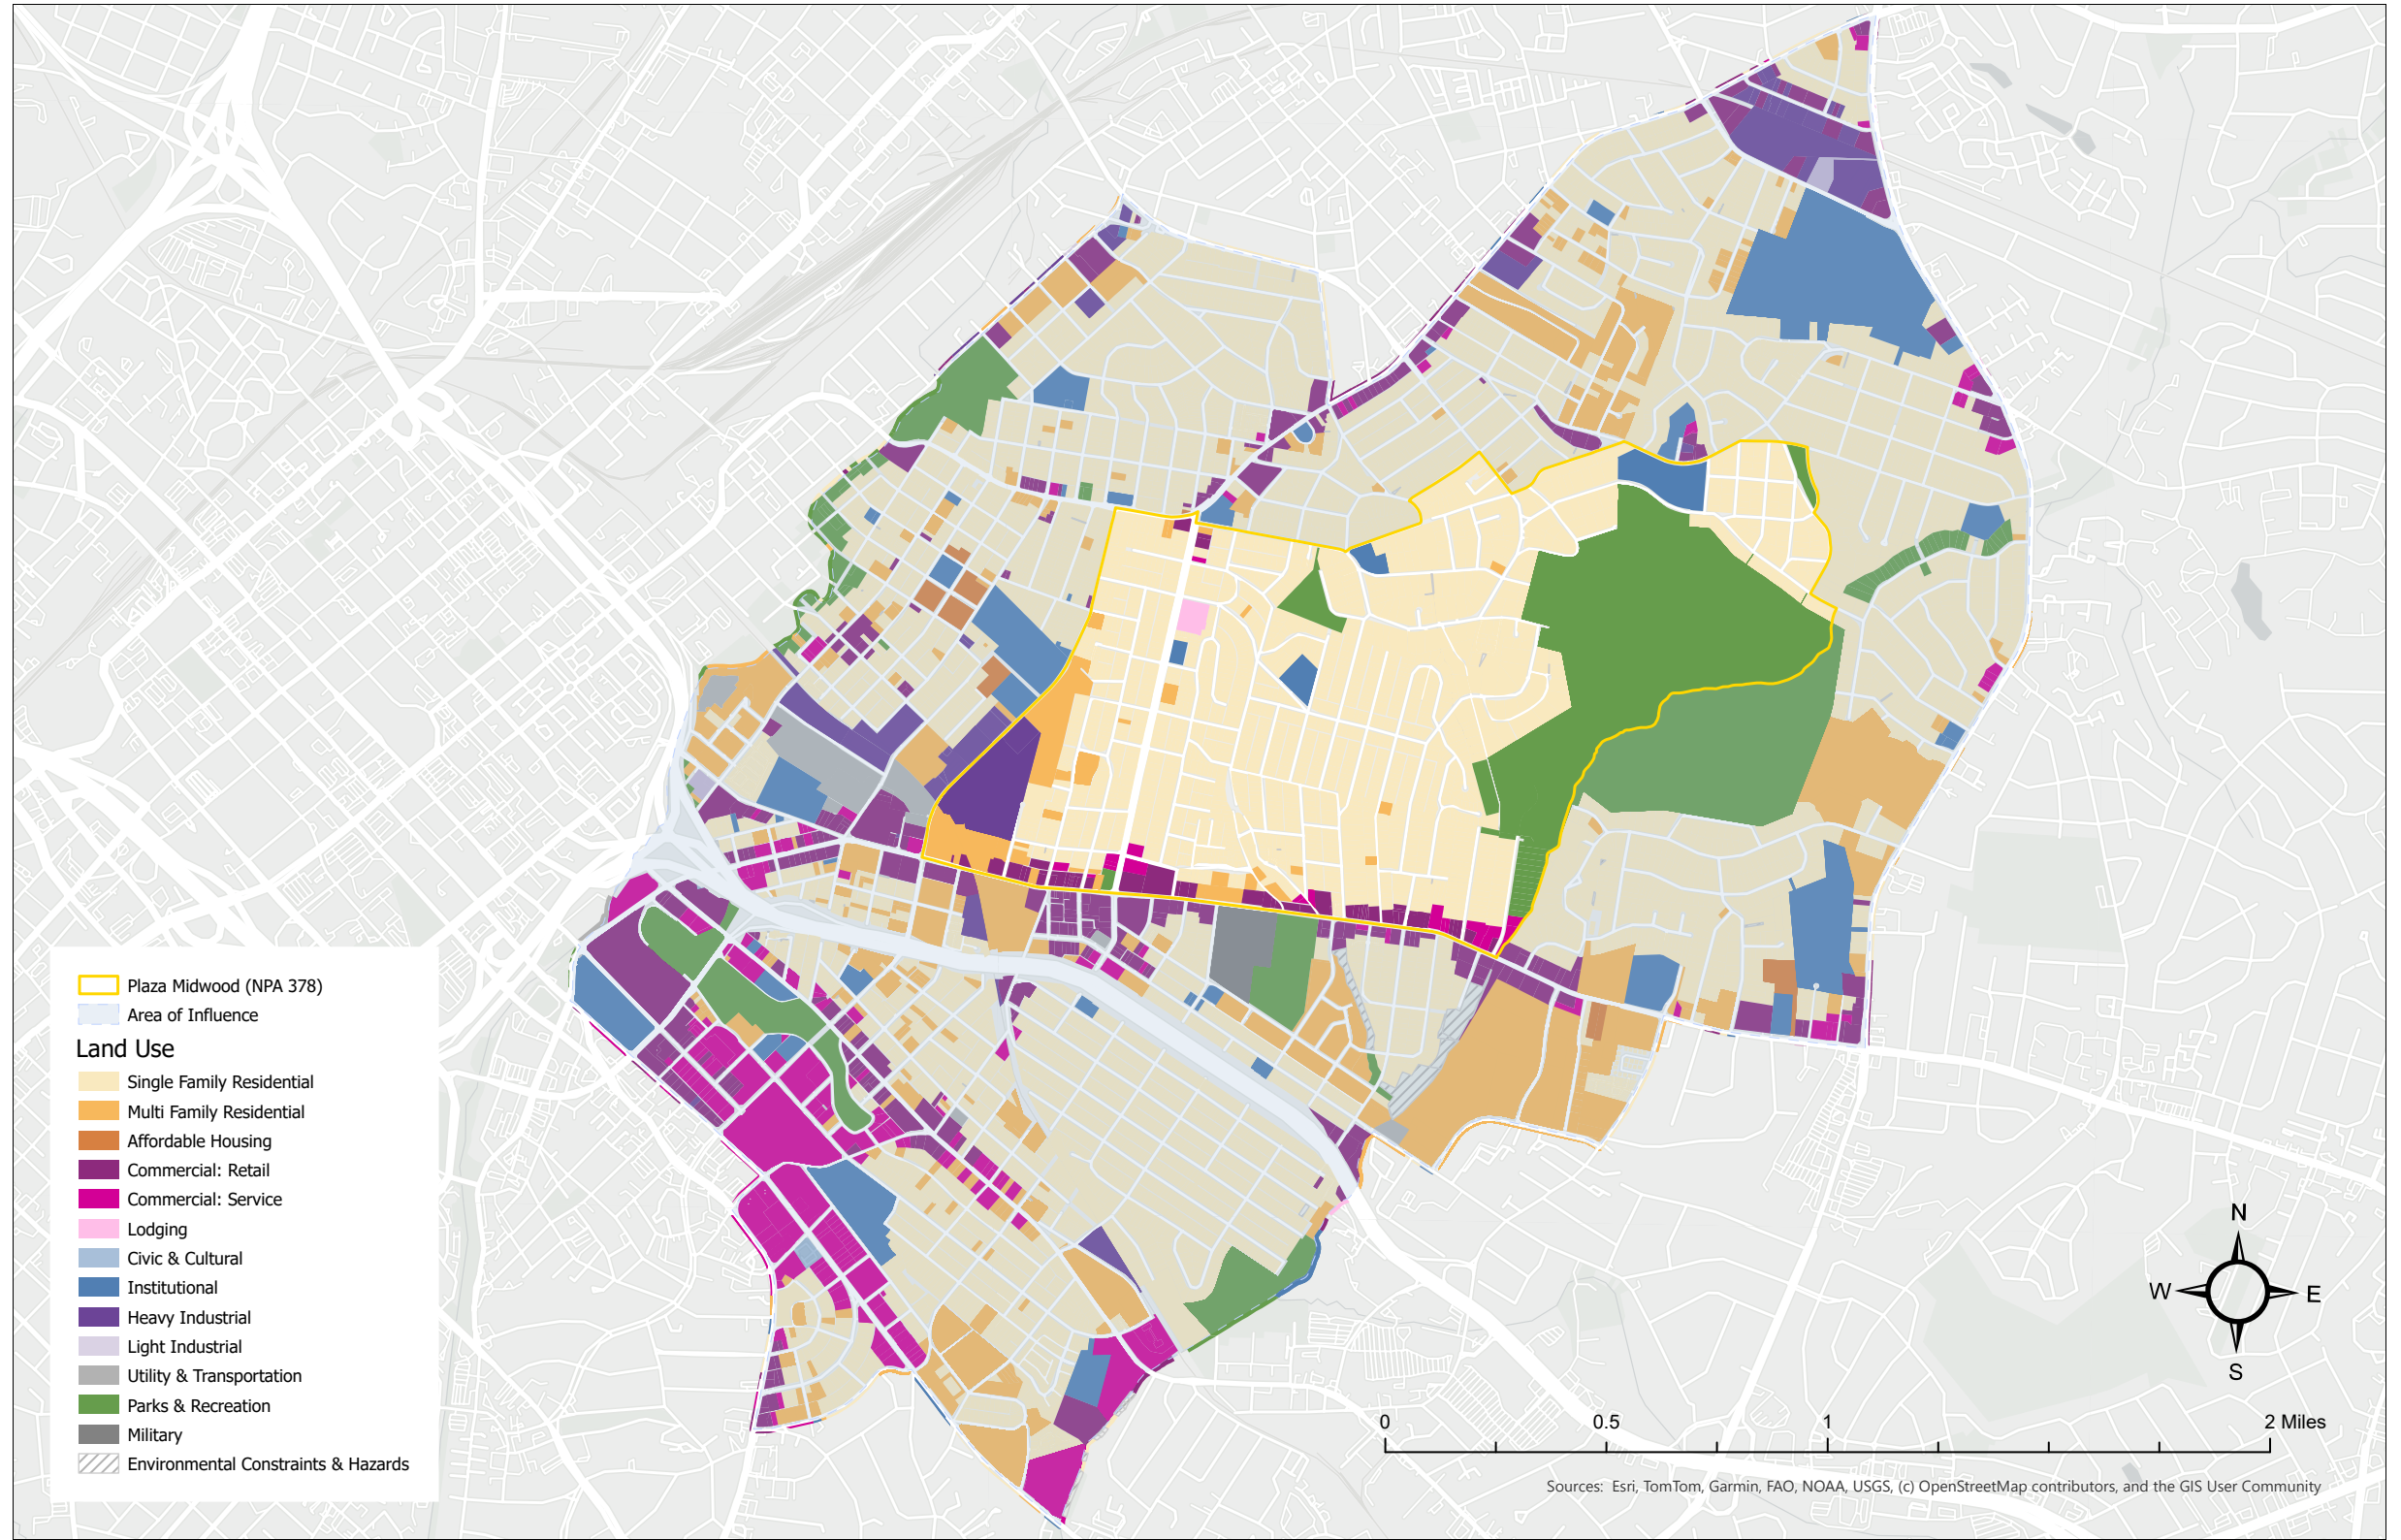 Plaza Midwood (NPA 378)
Area of Influence
Land Use
Single Family Residential
Multi Family Residential
Affordable Housing
Commercial: Retail
Commercial: Service
Lodging
Civic & Cultural
Institutional
Heavy Industrial
Light Industrial
Utility & Transportation
Parks & Recreation
Military
Environmental Constraints & Hazards
N
W E
S
0 0.5 1 2 Miles
Sources: Esri, TomTom, Garmin, FAO, NOAA, USGS, (c) OpenStreetMap contributors, and the GIS User Community